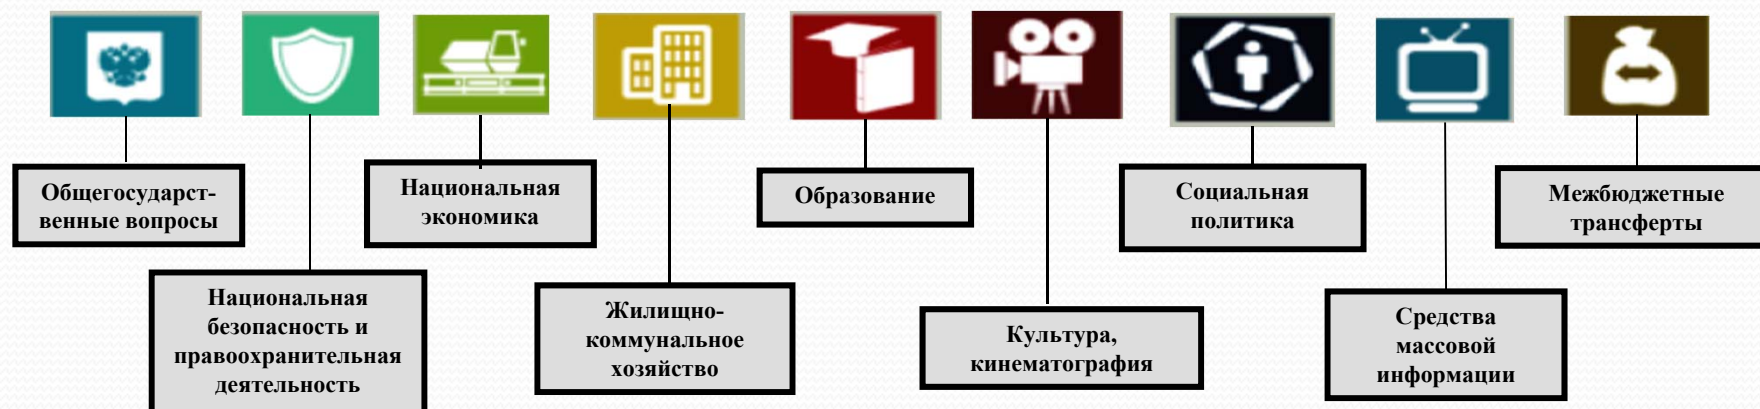 Общегосударст-
венные вопросы
Национальная
безопасность и
правоохранительная
деятельность
Национальная
экономика
Жилищно-
коммунальное
хозяйство
Образование
Культура,
кинематография
Социальная
политика
Средства
массовой
информации
Межбюджетные
трансферты